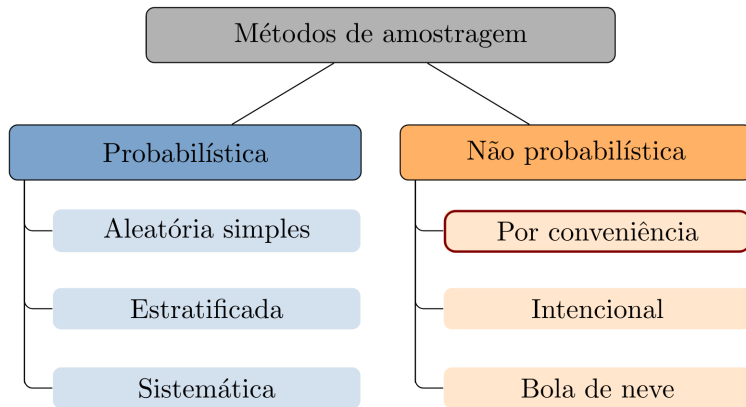 Métodos de amostragem
Probabilística
Não probabilística
Aleatória simples
Por conveniência
Estratificada
Intencional
Sistemática
Bola de neve